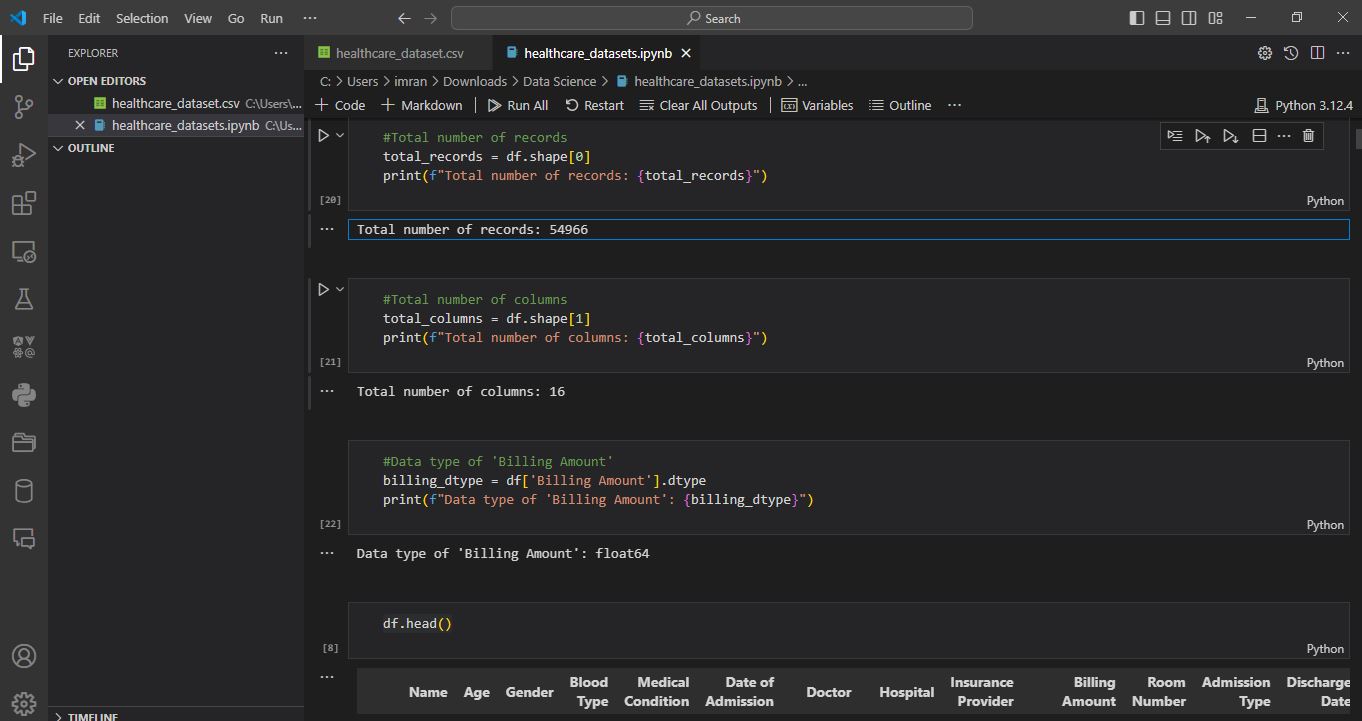 File Edit Selection View Go Run ··· Search
EXPLORER ···
OPEN EDITORS
healthcare_dataset.csv C:\Users\...
healthcare_datasets.ipynb C:\Us...
OUTLINE
TIMELINE
healthcare_dataset.csv healthcare_datasets.ipynb
C: > Users > imran > Downloads > Data Science > healthcare_datasets.ipynb > ...
+ Code + Markdown Run All Restart Clear All Outputs Variables Outline ··· Python 3.12.4
#Total number of records
total_records = df.shape[0]
print(f"Total number of records: {total_records}")
[20] Python
Total number of records: 54966
#Total number of columns
total_columns = df.shape[1]
print(f"Total number of columns: {total_columns}")
[21] Python
Total number of columns: 16
#Data type of 'Billing Amount'
billing_dtype = df['Billing Amount'].dtype
print(f"Data type of 'Billing Amount': {billing_dtype}")
[22] Python
Data type of 'Billing Amount': float64
df.head()
[8] Python
Name Age Gender Blood Type Medical Condition Date of Admission Doctor Hospital Insurance Provider Billing Amount Room Number Admission Type Discharge Date